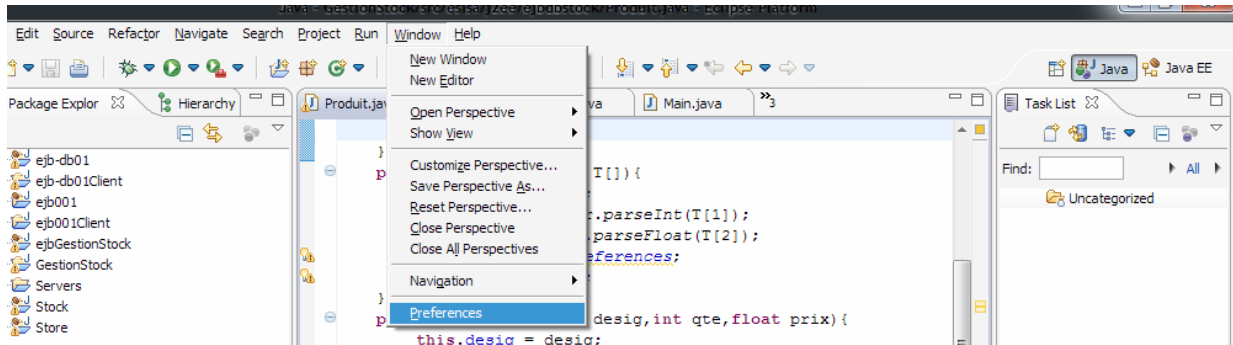 Java - GestionStock/src/esisa/j2ee/ejbdbstock/Produit.java - Eclipse Platform
Edit Source Refactor Navigate Search Project Run Window Help
New Window
New Editor
Open Perspective
Show View
Customize Perspective...
Save Perspective As...
Reset Perspective...
Close Perspective
Close All Perspectives
Navigation
Preferences
Java
Java EE
Package Explor
Hierarchy
ejb-db01
ejb-db01Client
ejb001
ejb001Client
ejbGestionStock
GestionStock
Servers
Stock
Store
Produit.jav
va
Main.java
»3
}
p T[]){
;
r.parseInt(T[1]);
.parseFloat(T[2]);
eferences;
;
}
p desig,int qte,float prix){
this.desig = desig;
Task List
Find:
All
Uncategorized